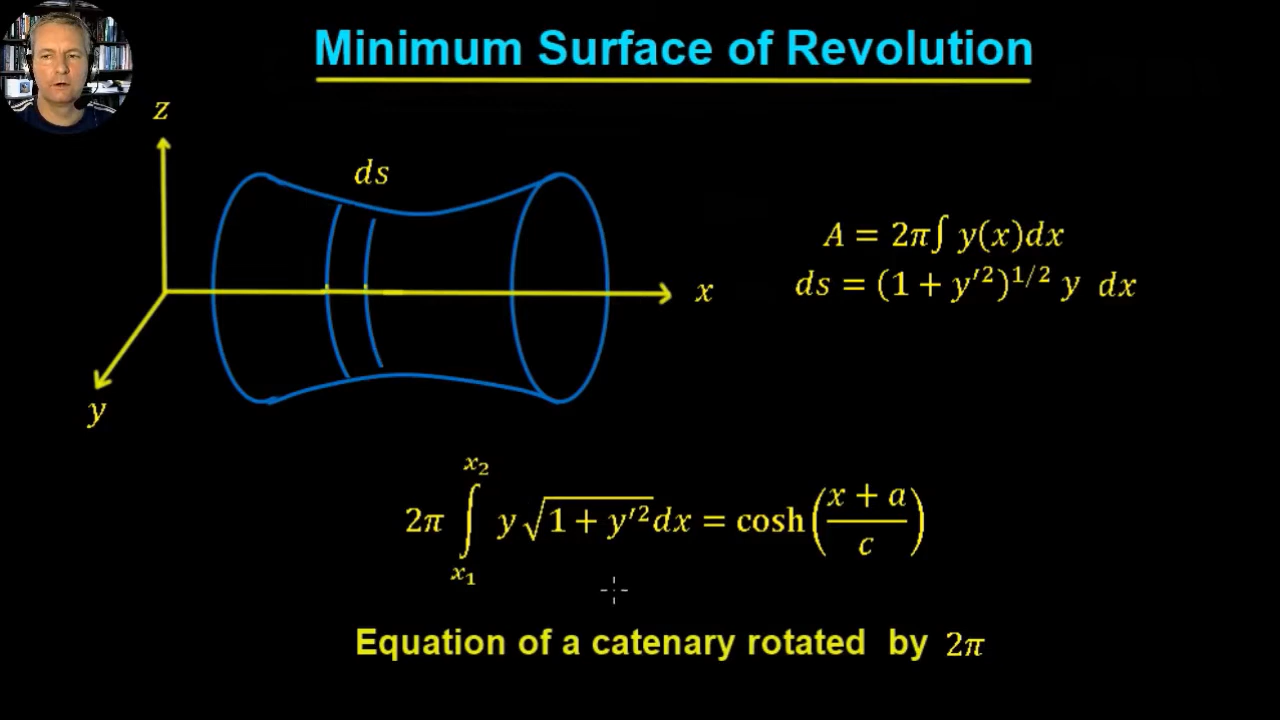 Minimum Surface of Revolution
z
ds
A = 2π∫ y(x)dx
ds = (1 + y′²)^{1/2} y dx
x
y
2π ∫_{x₁}^{x₂} y√(1 + y′²)dx = cosh((x + a)/c)
Equation of a catenary rotated by 2π